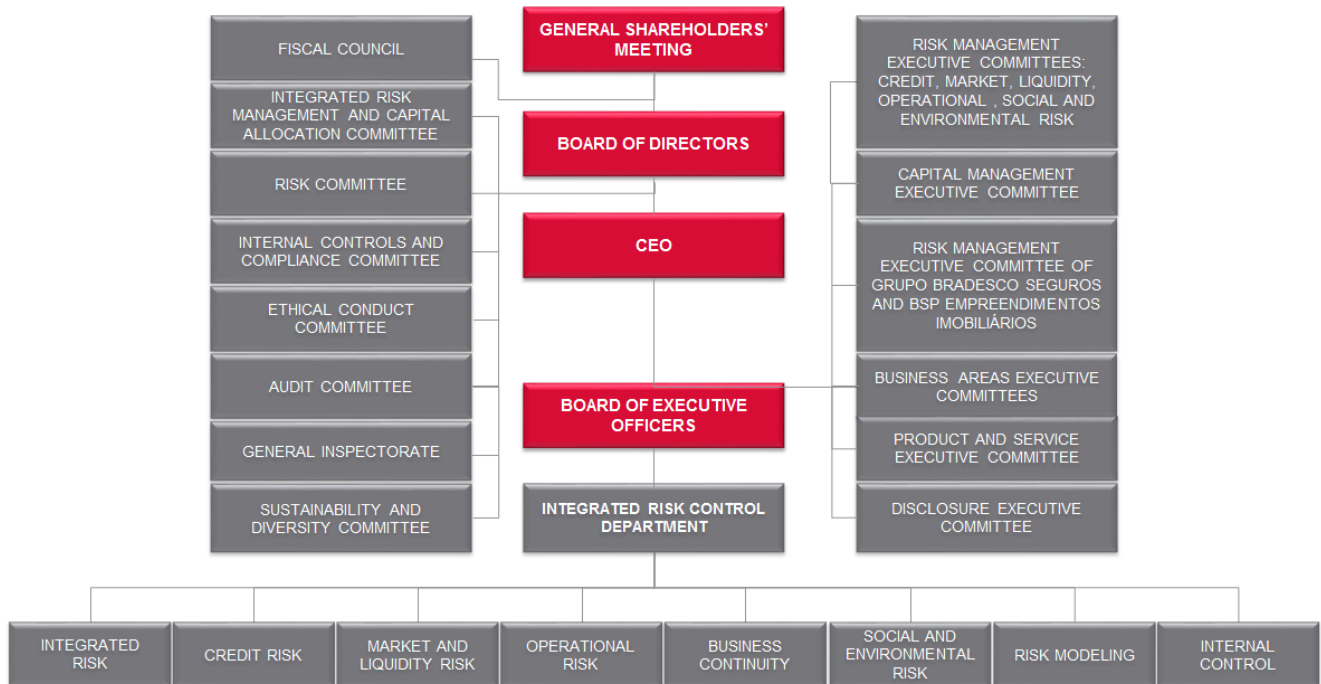 GENERAL SHAREHOLDERS'
MEETING
BOARD OF DIRECTORS
CEO
BOARD OF EXECUTIVE
OFFICERS
INTEGRATED RISK CONTROL
DEPARTMENT
FISCAL COUNCIL
INTEGRATED RISK
MANAGEMENT AND CAPITAL
ALLOCATION COMMITTEE
RISK COMMITTEE
INTERNAL CONTROLS AND
COMPLIANCE COMMITTEE
ETHICAL CONDUCT
COMMITTEE
AUDIT COMMITTEE
GENERAL INSPECTORATE
SUSTAINABILITY AND
DIVERSITY COMMITTEE
RISK MANAGEMENT
EXECUTIVE COMMITTEES:
CREDIT, MARKET, LIQUIDITY,
OPERATIONAL , SOCIAL AND
ENVIRONMENTAL RISK
CAPITAL MANAGEMENT
EXECUTIVE COMMITTEE
RISK MANAGEMENT
EXECUTIVE COMMITTEE OF
GRUPO BRADESCO SEGUROS
AND BSP EMPREENDIMENTOS
IMOBILIÁRIOS
BUSINESS AREAS EXECUTIVE
COMMITTEES
PRODUCT AND SERVICE
EXECUTIVE COMMITTEE
DISCLOSURE EXECUTIVE
COMMITTEE
INTEGRATED
RISK
CREDIT RISK
MARKET AND
LIQUIDITY RISK
OPERATIONAL
RISK
BUSINESS
CONTINUITY
SOCIAL AND
ENVIRONMENTAL
RISK
RISK MODELING
INTERNAL
CONTROL